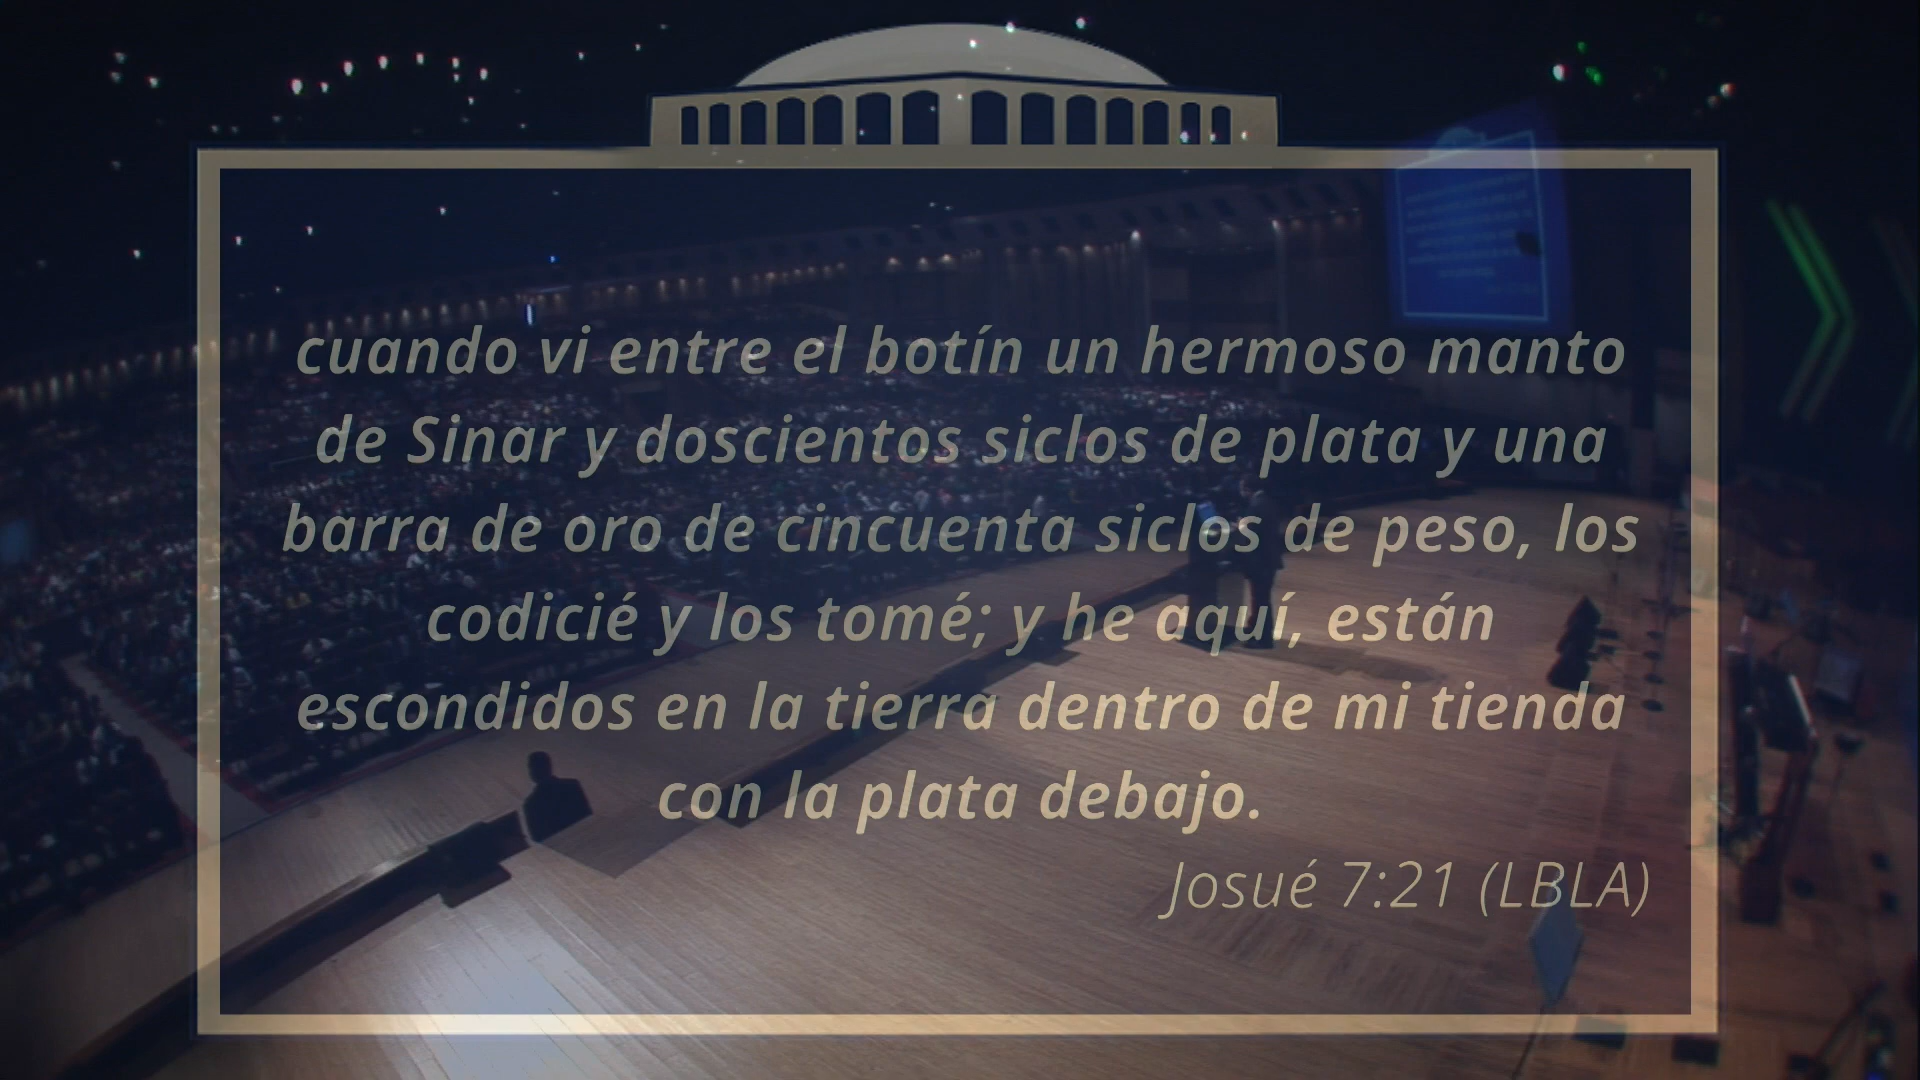 cuando vi entre el botín un hermoso manto
de Sinar y doscientos siclos de plata y una
barra de oro de cincuenta siclos de peso, los
codicié y los tomé; y he aquí, están
escondidos en la tierra dentro de mi tienda
con la plata debajo.
Josué 7:21 (LBLA)